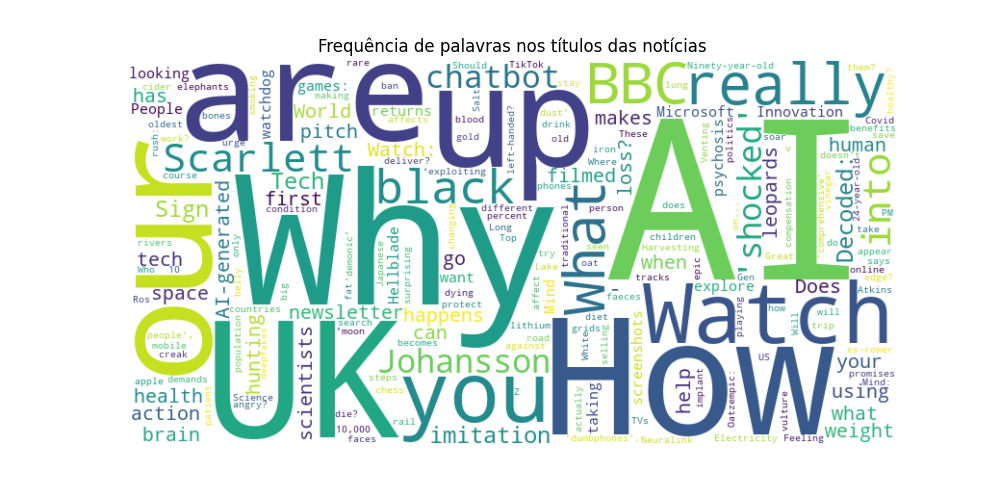 Frequência de palavras nos títulos das notícias
looking
cider
elephants
has
People
oldest
bones
rush:
work?
urge
smoking
are
watchdog
games:
making
World
pitch
rare
ban
returns
affects
Watch:
deliver?
up
chatbot
Should
TikTok
stay
Salt
blood
gold
'exploiting
left-handed?
dust'
drink
old
BBC
really
Ninety-year-old
lung
them?
healthy?
makes
Microsoft
Innovation
Covid
benefits
save
These
iron
Where
phones
loss?
filmed
Venting
politics
psychosis
soar
v
doesn't
human
24-year-old
our
course
Scarlett
Tech
first
condition
black
Sign
tech
rivers
Who
10
space
Ros
AI-generated
only
belly
countries
big
Why
fat
'demonic'
Japanese
Hellblade
surprising
changing
go
want
dying
protect
different
percent
Long
Top
try
Lake
affect
Mind
traditional
What
person
seen
oat
AI
does
children
Harvesting
when
tracks
epic
Gen
explore
'shocked'
on...
leopards
compensation
Great
'comprehensive'
vinegar
Decoded:
do
into
take
PM
appear
says
online
edge?
Does
Atkins
people',
mobile
creak
hunting
population
newsletter
happens
search
'moon
becomes
can
against
lithium
road
-
faeces
diet
grids
White
selling
screenshots
Watch
playing
how
Will
will
trip
ex-rower
apple
demands
health
action
brain
patient
Science
angry?
deepest
UK
scientists
die?
10,000
faces
steps
chess
rail
Johansson
you
Z
imitation
actually
taking
'dumbphones'
TVs
Neuralink
How
help
implant
US
Oatzempic:
Electricity
vulture
Feeling
your
promises
Mind:
using
what
weight